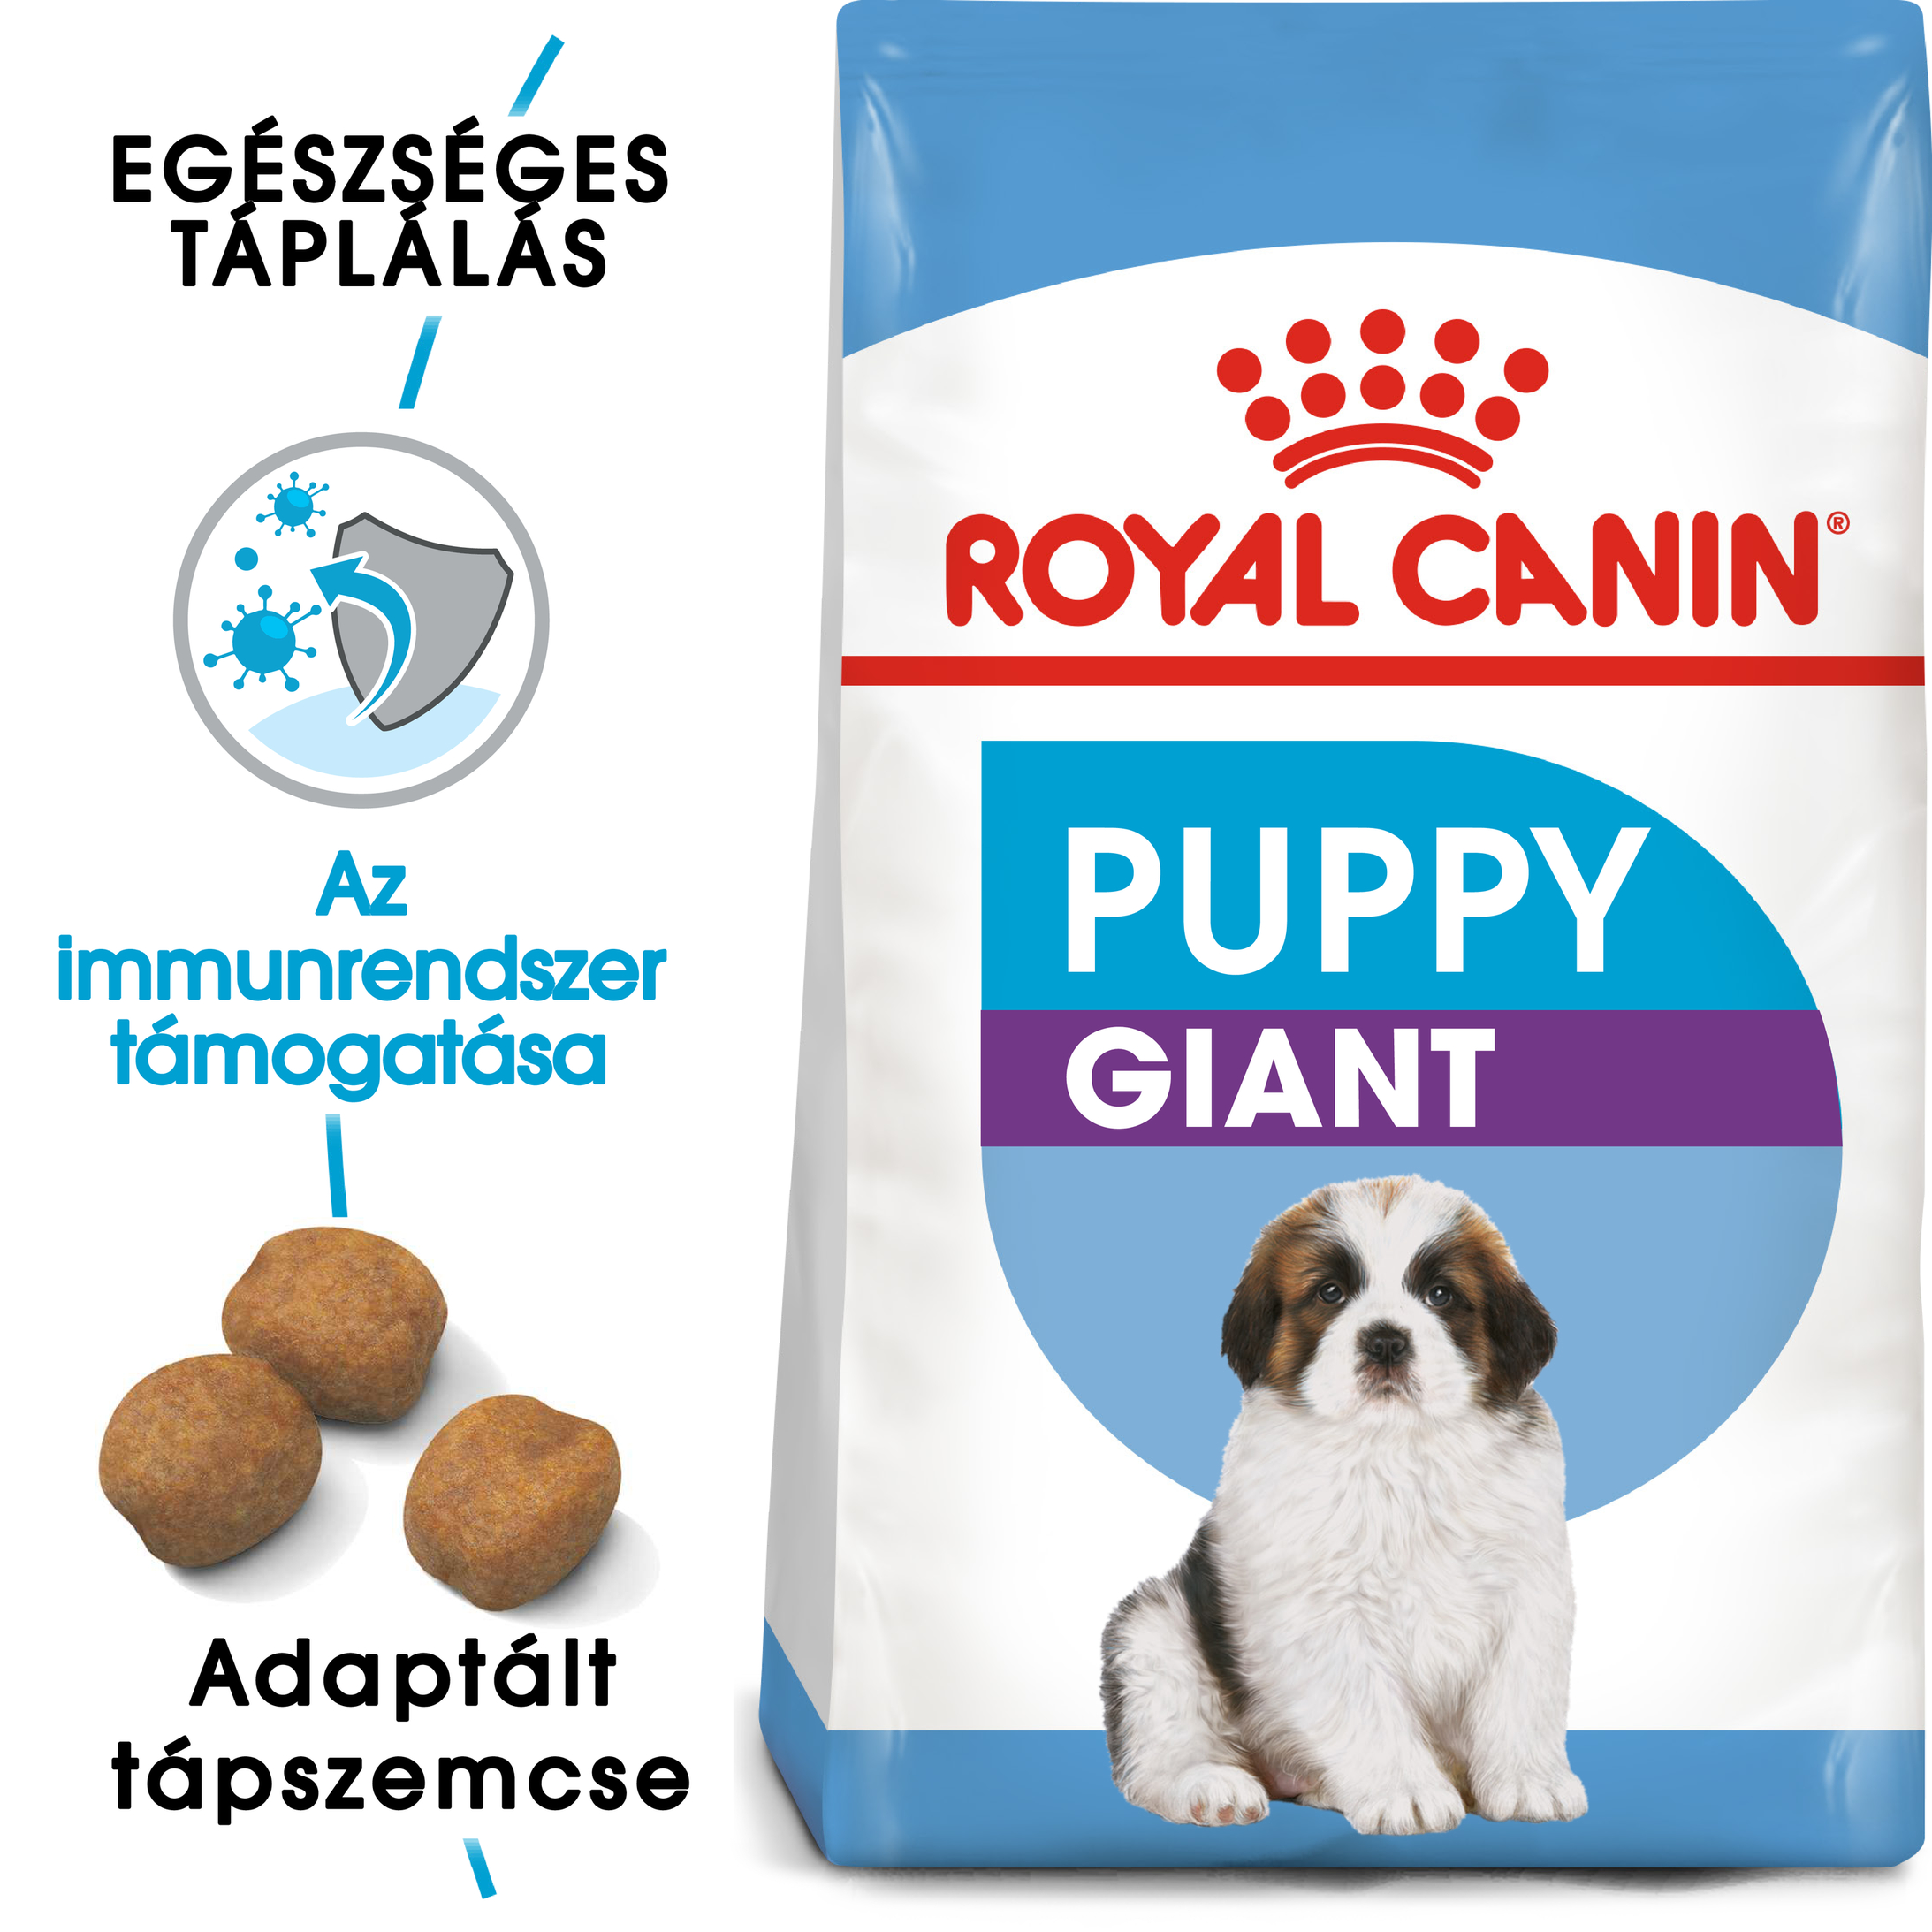 EGÉSZSÉGES
TÁPLÁLÁS
Az
immunrendszer
támogatása
Adaptált
tápszemcse
ROYAL CANIN®
PUPPY
GIANT